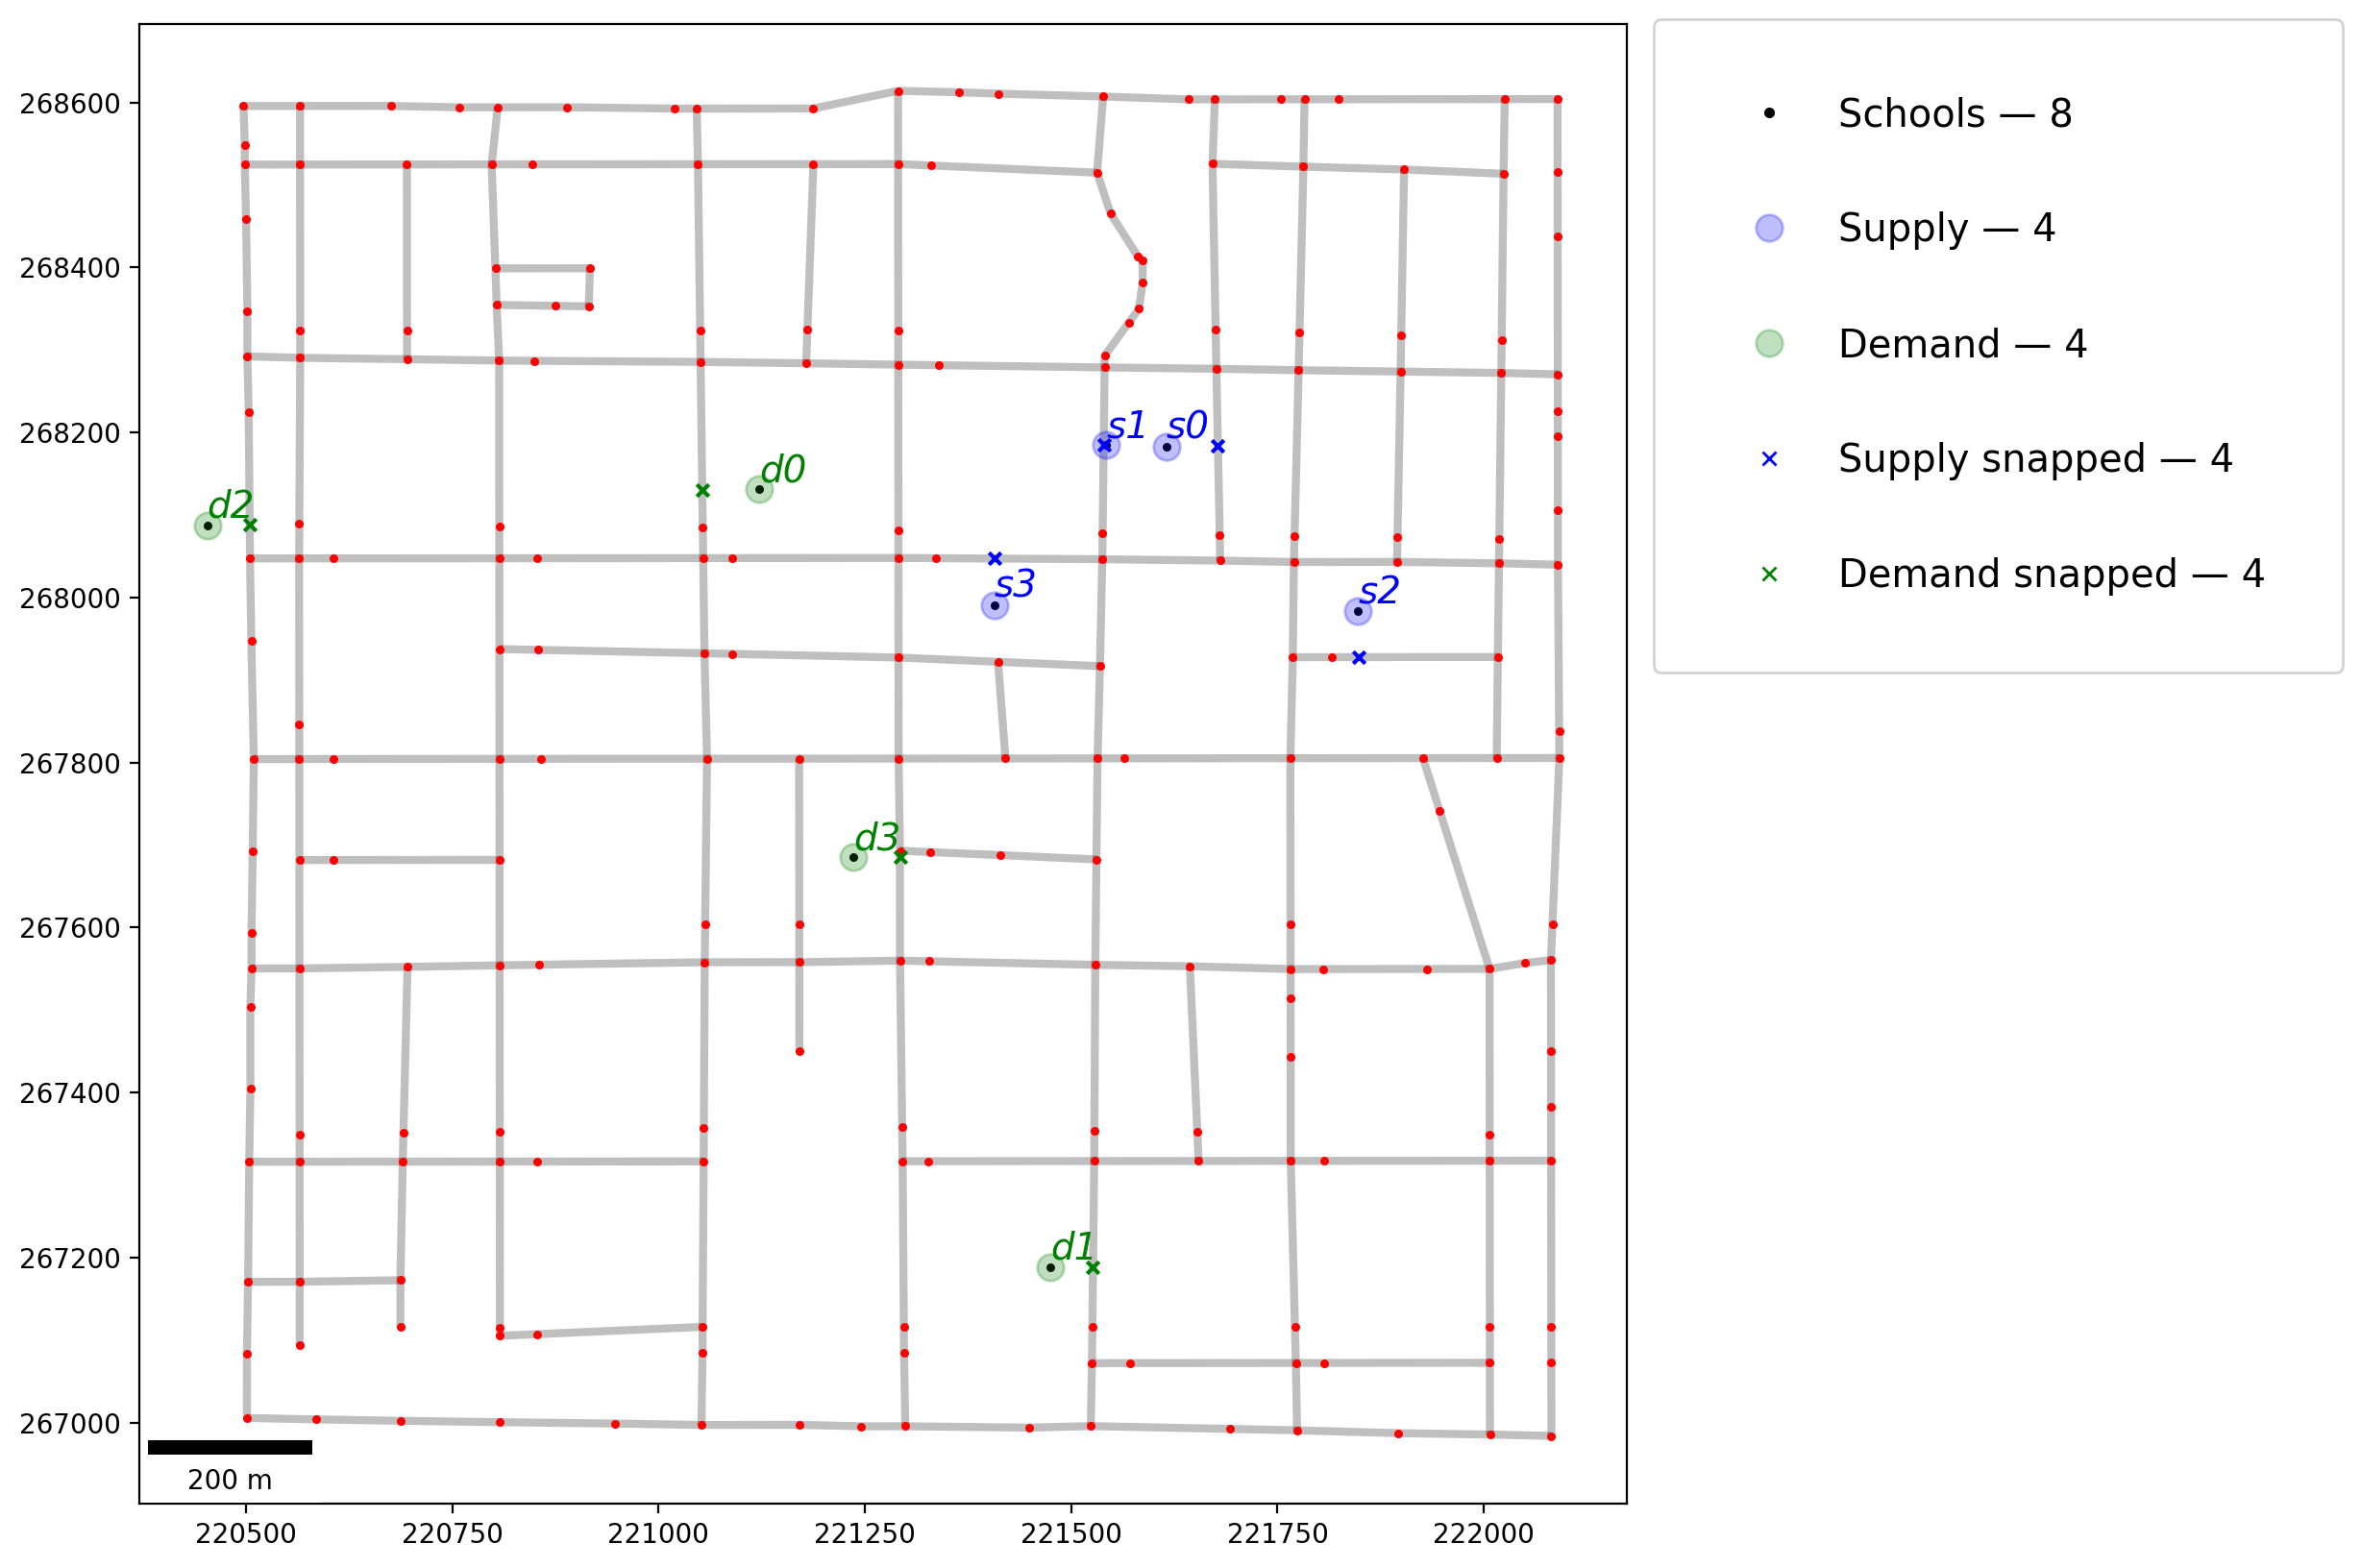 268600
268400
268200
268000
267800
267600
267400
267200
267000
220500 220750 221000 221250 221500 221750 222000
200 m
s1 s0
d0
d2
s3
s2
d3
d1
Schools — 8
Supply — 4
Demand — 4
Supply snapped — 4
Demand snapped — 4